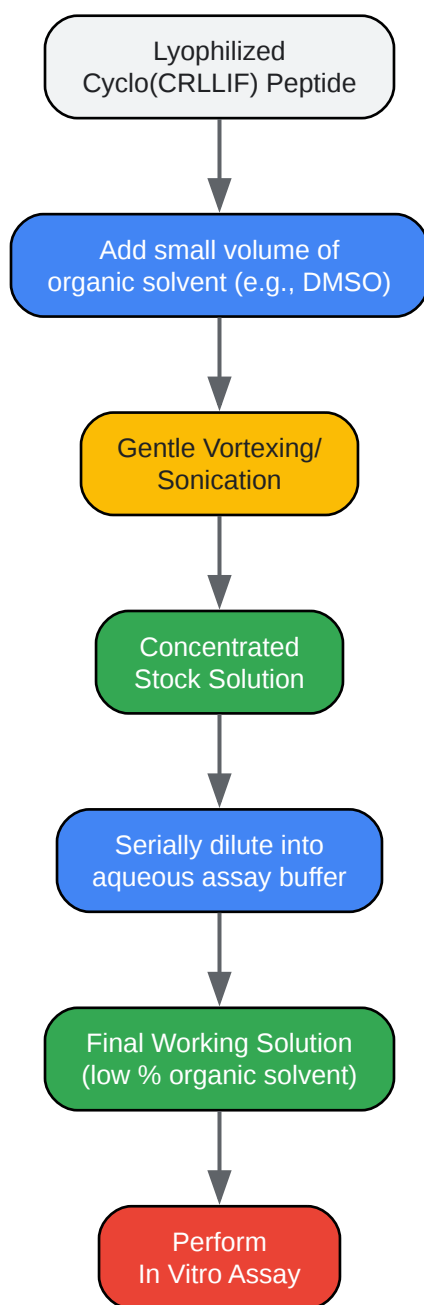 Lyophilized
Cyclo(CRLLIF) Peptide
Add small volume of
organic solvent (e.g., DMSO)
Gentle Vortexing/
Sonication
Concentrated
Stock Solution
Serially dilute into
aqueous assay buffer
Final Working Solution
(low % organic solvent)
Perform
In Vitro Assay